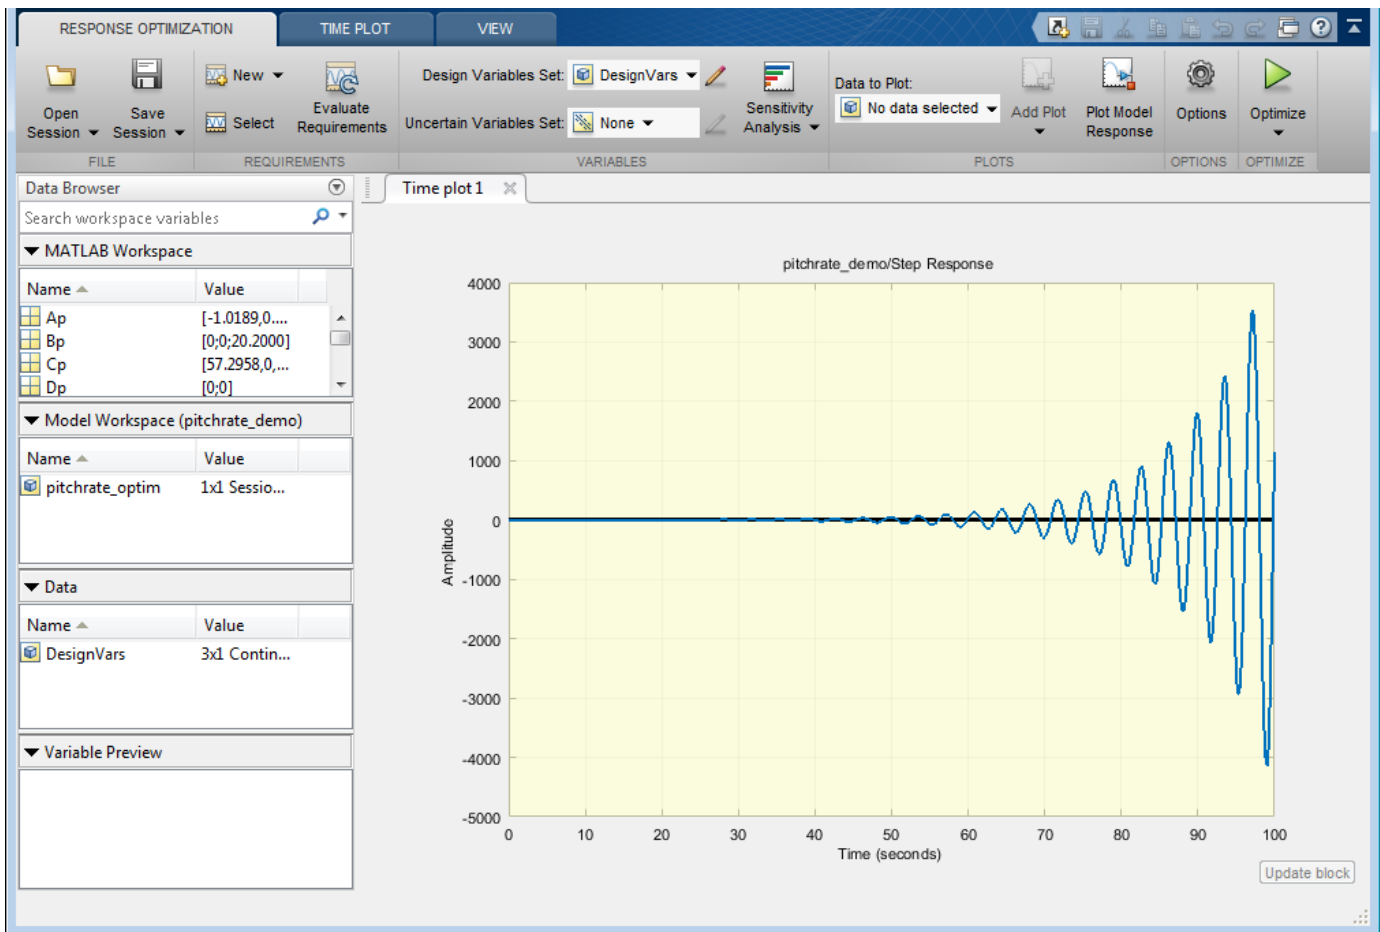 RESPONSE OPTIMIZATION TIME PLOT VIEW
Open Session Save Session
New
Select
Evaluate Requirements
Design Variables Set: DesignVars
Uncertain Variables Set: None
Sensitivity Analysis
Data to Plot:
No data selected
Add Plot
Plot Model Response
Options
Optimize
FILE REQUIREMENTS VARIABLES PLOTS OPTIONS OPTIMIZE
Data Browser
Search workspace variables
MATLAB Workspace
Name Value
Ap [-1.0189,0....
Bp [0;0;20.2000]
Cp [57.2958,0,...
Dp [0;0]
Model Workspace (pitchrate_demo)
Name Value
pitchrate_optim 1x1 Sessio...
Data
Name Value
DesignVars 3x1 Contin...
Variable Preview
Time plot 1
pitchrate_demo/Step Response
4000
3000
2000
1000
0
-1000
-2000
-3000
-4000
-5000
Amplitude
0 10 20 30 40 50 60 70 80 90 100
Time (seconds)
Update block